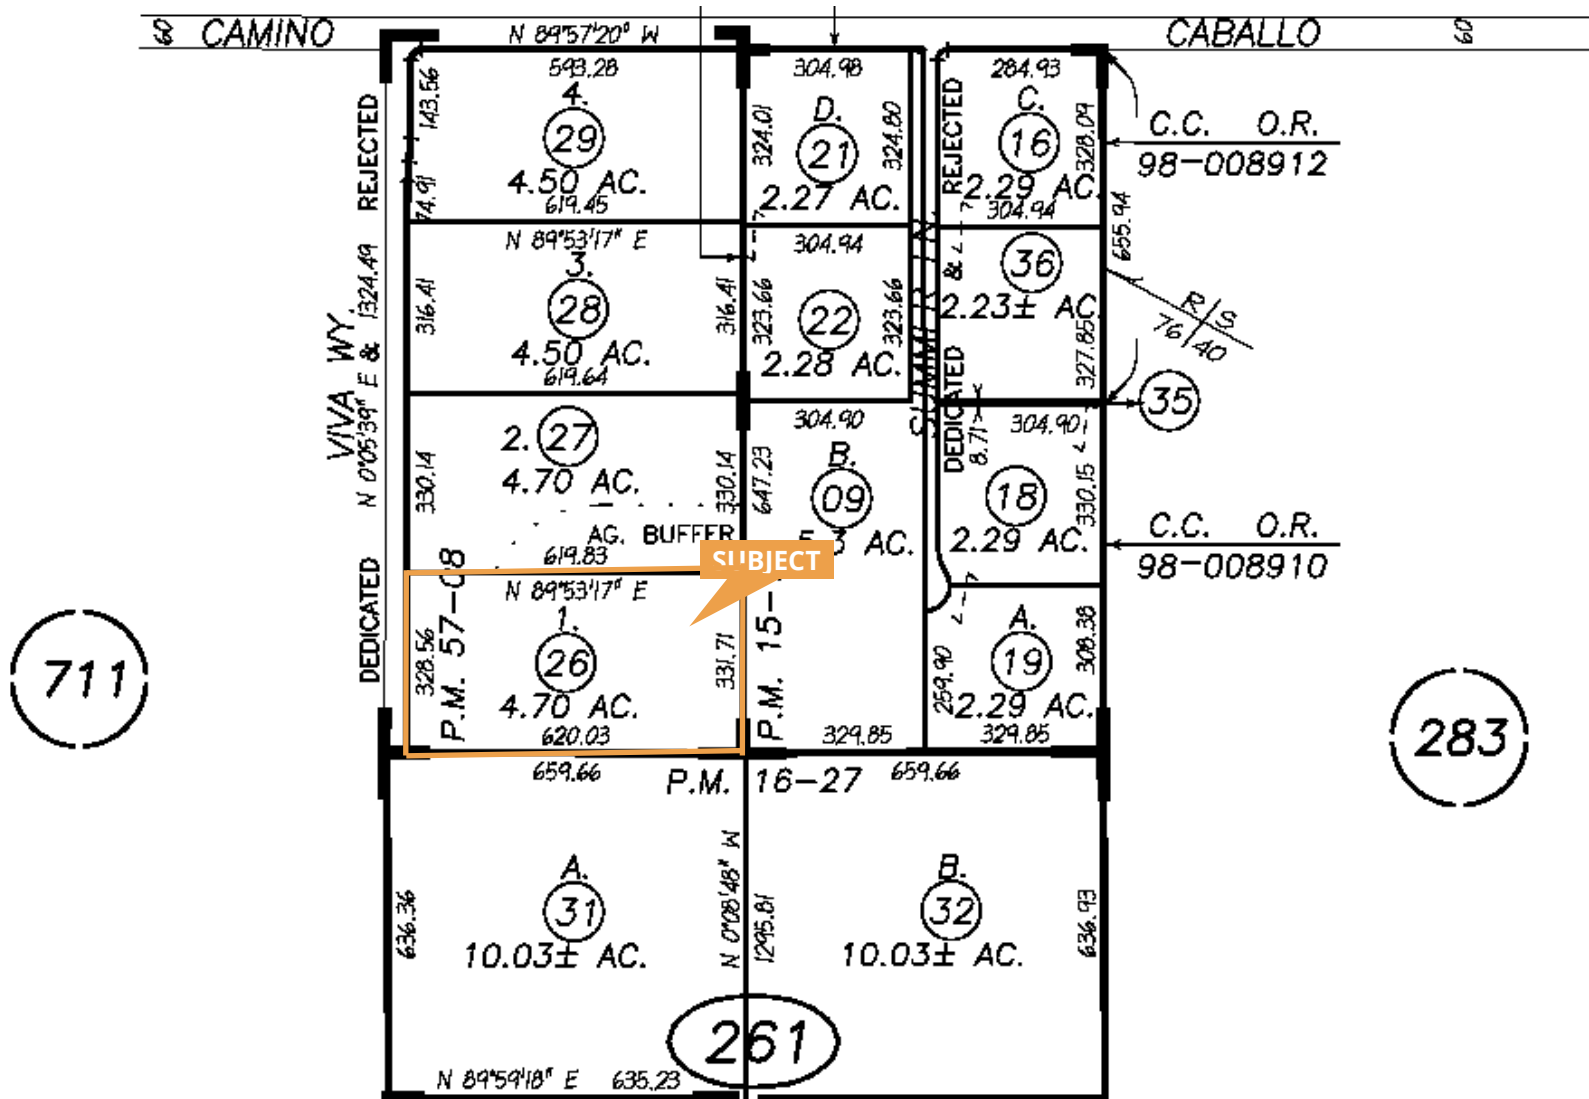 60 CAMINO N 89°57'20" W CABALLO 60
593.28 304.98 284.93
143.56 4. 29 4.50 AC. 619.45 74.91
324.01 D. 21 324.80 2.27 AC.
REJECTED C. 16 328.09 2.29 AC. 304.94
C.C. O.R.
98-008912
REJECTED
N 89°53'17" E
3. 28 316.41 316.41 4.50 AC. 619.64
304.94
22 323.66 323.66 2.28 AC.
36 2.23± AC. 327.85
655.94
R/S
76/40
VIVA WY.
N 0°05'39" E & 1324.49
SUMMIT
DEDICATED &
35
8.71
2. 27 330.14 330.14 4.70 AC.
AG. BUFFER
619.83
304.90
B. 09 647.23 AC.
304.90
18 330.15 2.29 AC.
C.C. O.R.
98-008910
SUBJECT
DEDICATED
N 89°53'17" E
P.M. 57-08
1. 26 328.56 331.71 4.70 AC.
620.03
P.M. 15-
329.85
A. 19 259.90 308.38 2.29 AC.
329.85
711
283
659.66 P.M. 16-27 659.66
A. 31 636.36 10.03± AC.
N 0°08'48" W 1295.81
B. 32 636.93 10.03± AC.
261
N 89°59'18" E 635.23